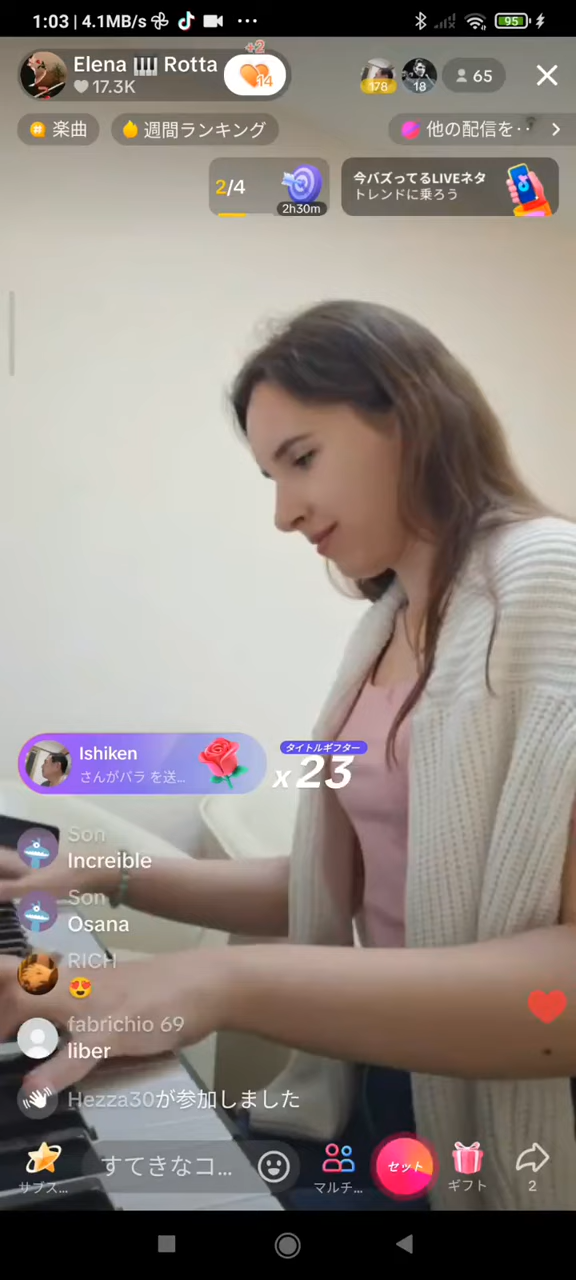 1:03 | 4.1MB/s
95
Elena 🎹 Rotta
17.3K
+2
14
178
18
65
楽曲
週間ランキング
他の配信を‥
2/4
2h30m
今バズってるLIVEネタ
トレンドに乗ろう
Ishiken
さんがバラ を送...
タイトルギフター
x23
Son
Increible
Son
Osana
RICH
😍
fabrichio 69
liber
Hezza30が参加しました
サブス...
すてきなコ...
マルチ...
セット
ギフト
2